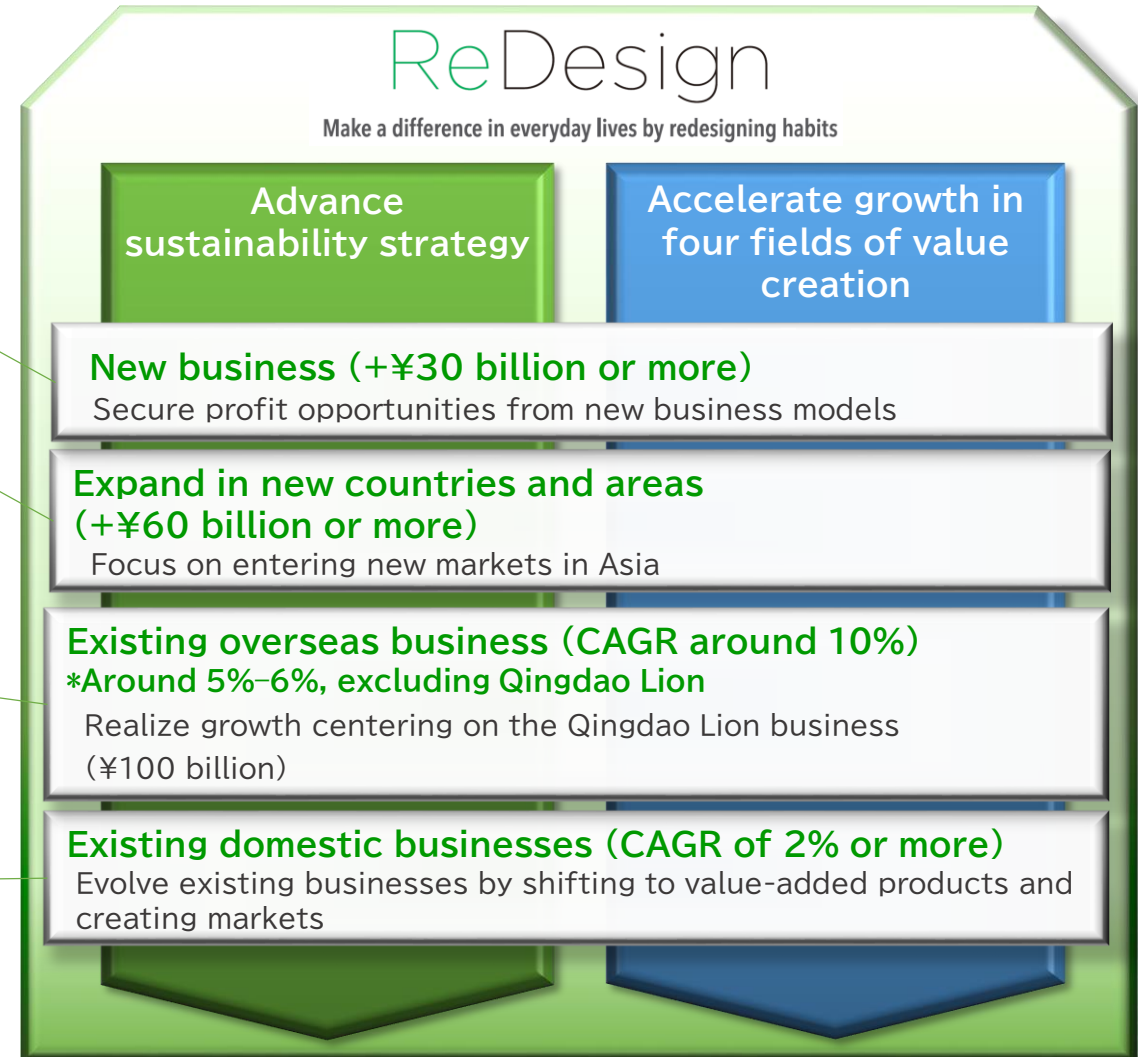 ReDesign
Make a difference in everyday lives by redesigning habits
Advance
sustainability strategy
Accelerate growth in
four fields of value
creation
New business (+¥30 billion or more)
Secure profit opportunities from new business models
Expand in new countries and areas
(+¥60 billion or more)
Focus on entering new markets in Asia
Existing overseas business (CAGR around 10%)
*Around 5%–6%, excluding Qingdao Lion
Realize growth centering on the Qingdao Lion business
(¥100 billion)
Existing domestic businesses (CAGR of 2% or more)
Evolve existing businesses by shifting to value-added products and
creating markets